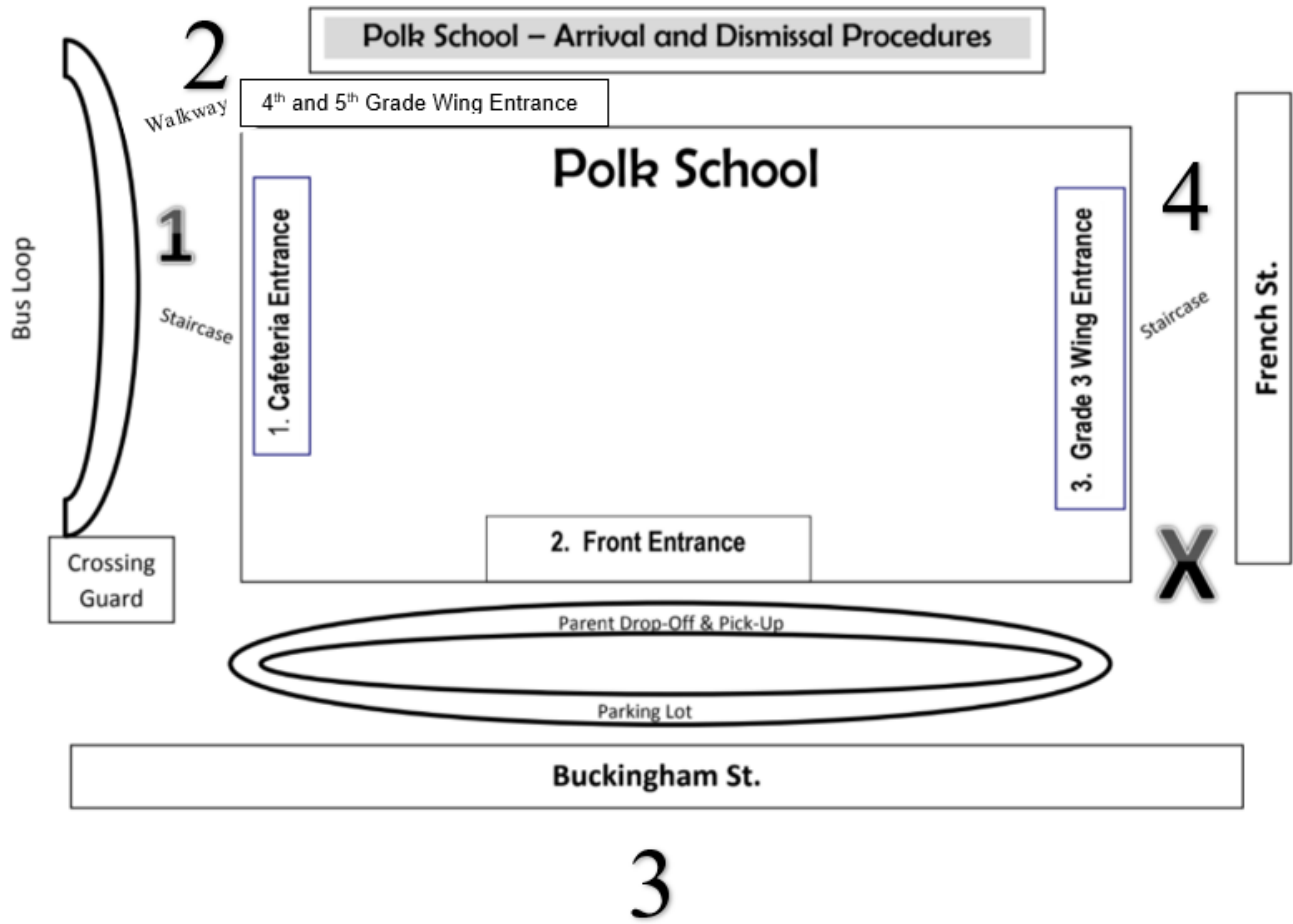 Polk School – Arrival and Dismissal Procedures
2
4th and 5th Grade Wing Entrance
Walkway
Polk School
1
4
Bus Loop
Staircase
1. Cafeteria Entrance
3. Grade 3 Wing Entrance
Staircase
French St.
2. Front Entrance
X
Crossing
Guard
Parent Drop-Off & Pick-Up
Parking Lot
Buckingham St.
3